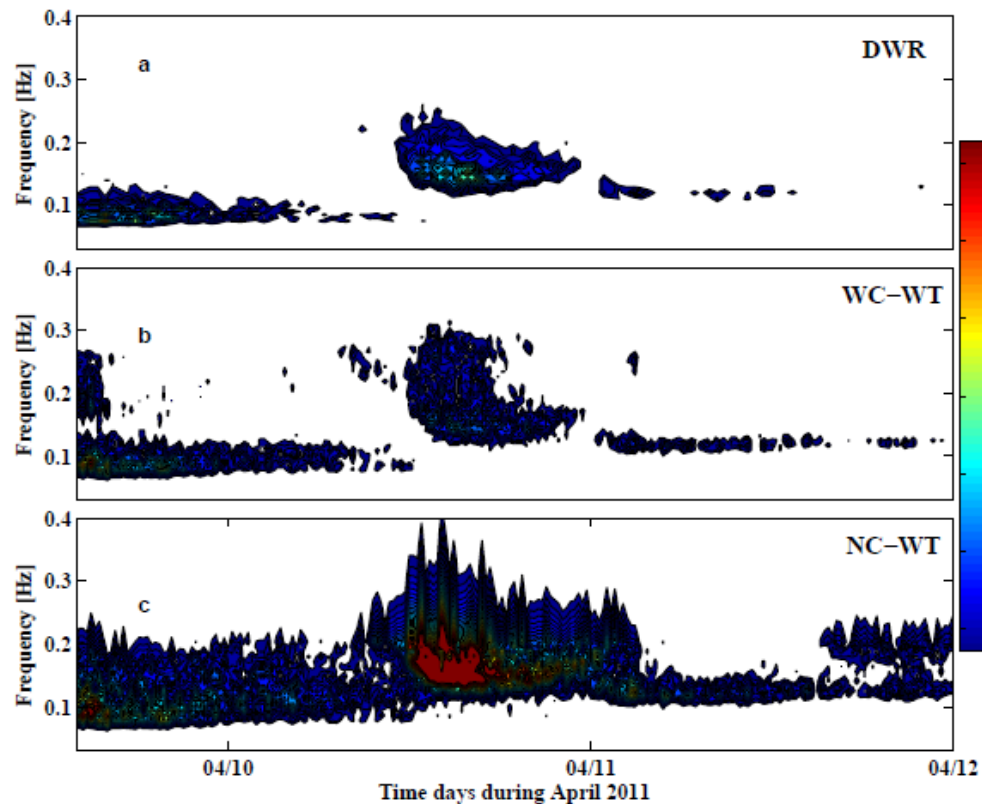 0.4
DWR
a
0.3
Frequency [Hz]
0.2
0.1
0.4
WC–WT
b
0.3
Frequency [Hz]
0.2
0.1
0.4
NC–WT
0.3
c
Frequency [Hz]
0.2
0.1
04/10 04/11 04/12
Time days during April 2011